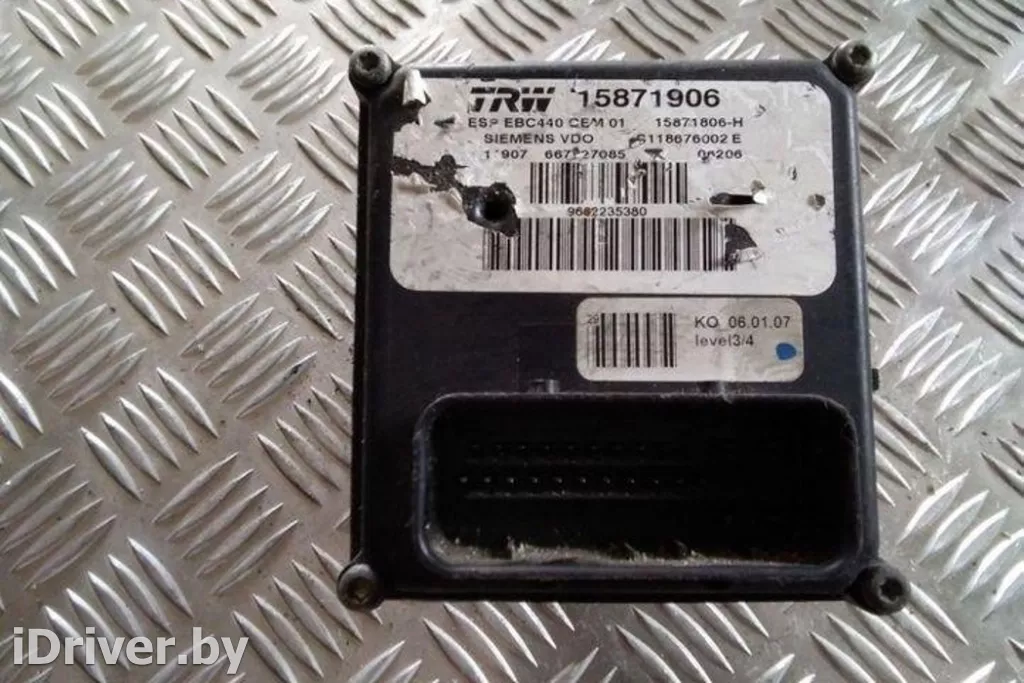 TRW 15871906
ESP EBC440 CEM 01 15871806-H
SIEMENS VDO S118676002 E
06206
9662235380
KO 06.01.07
level3/4
iDriver.by